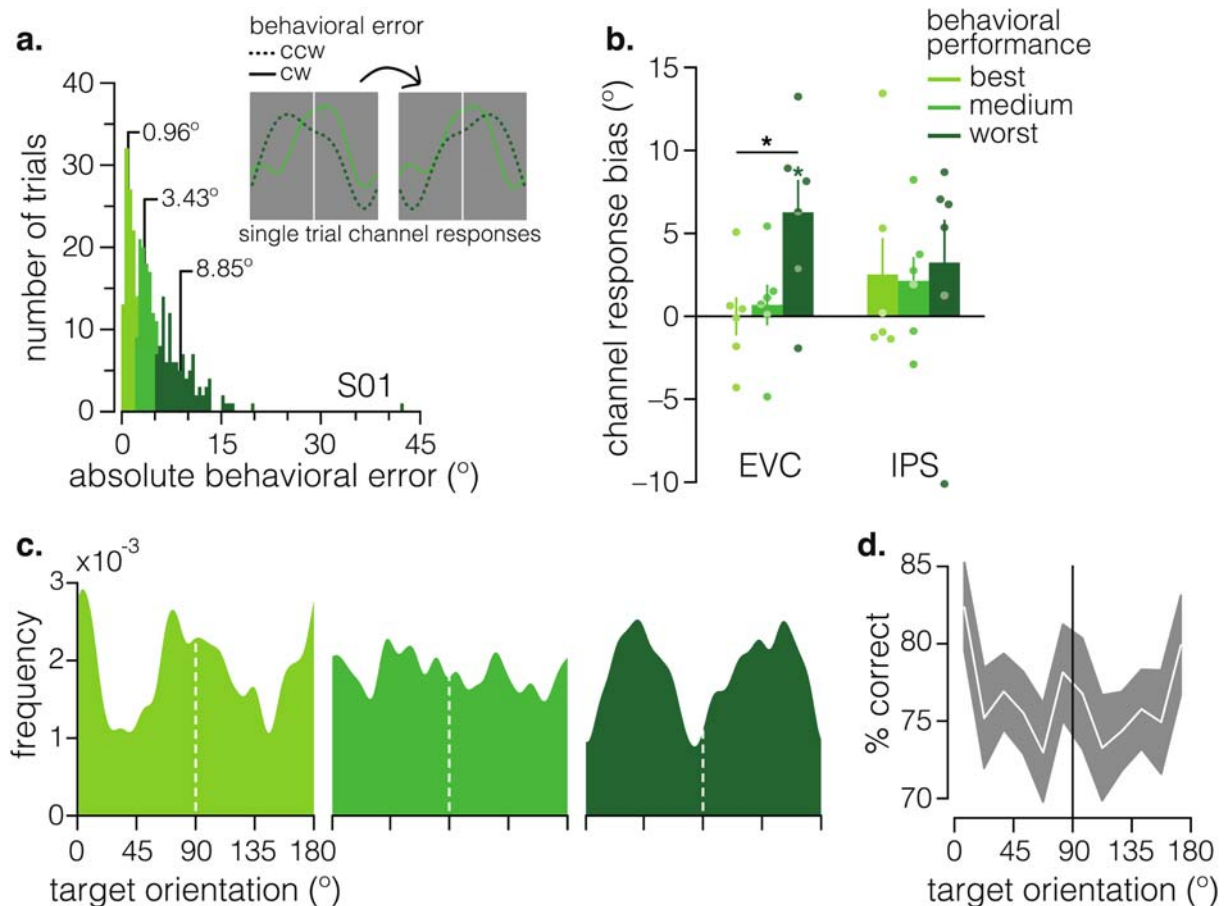 a.
behavioral error
CCW
CW
40
30
20
10
0
number of trials
0.96°
3.43°
8.85°
single trial channel responses
S01
0
15
30
45
absolute behavioral error (°)
b.
behavioral
performance
best
medium
worst
15
10
5
0
−5
−10
channel response bias (°)
*
*
EVC
IPS
c.
x10-3
3
2
1
0
frequency
0
45
90
135
180
target orientation (°)
d.
85
80
75
70
% correct
0
45
90
135
180
target orientation (°)